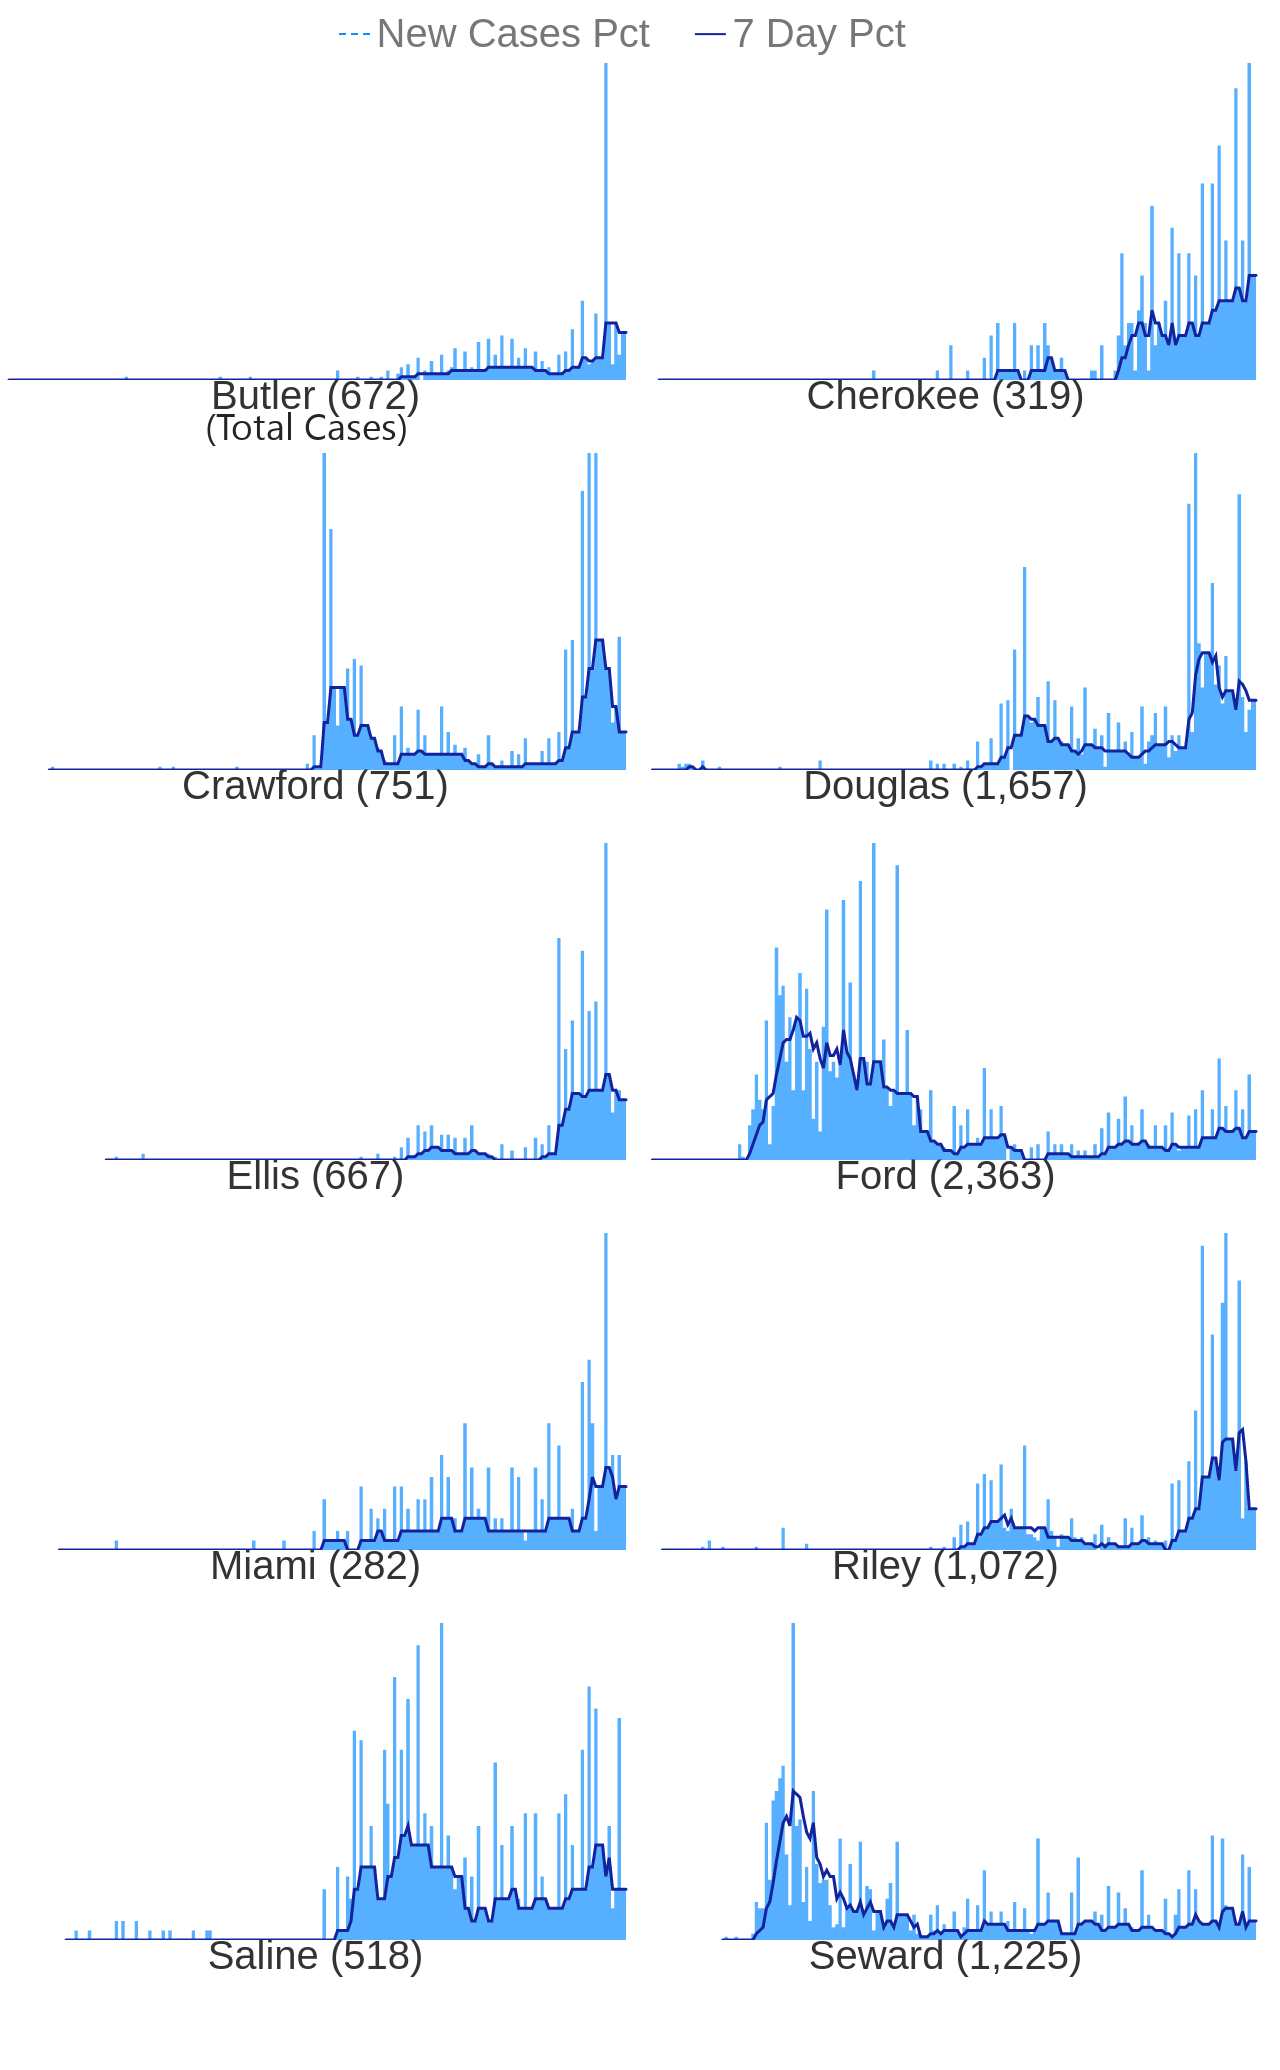 New Cases Pct 7 Day Pct
Butler (672) Cherokee (319)
(Total Cases)
Crawford (751) Douglas (1,657)
Ellis (667) Ford (2,363)
Miami (282) Riley (1,072)
Saline (518) Seward (1,225)